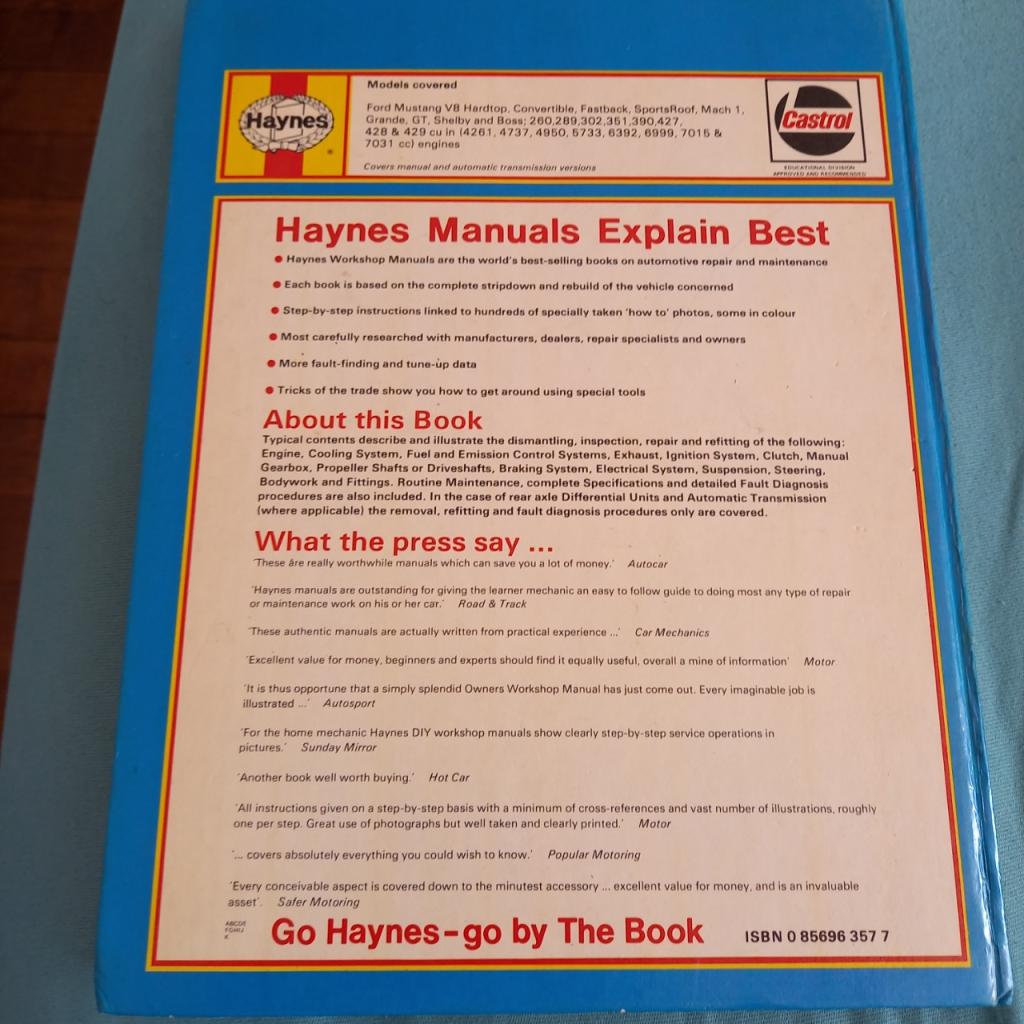 Haynes
Models covered
Ford Mustang V8 Hardtop, Convertible, Fastback, SportsRoof, Mach 1,
Grande, GT, Shelby and Boss; 260,289,302,351,390,427,
428 & 429 cu in (4261, 4737, 4950, 5733, 6392, 6999, 7015 &
7031 cc) engines
Covers manual and automatic transmission versions
Castrol
EDUCATIONAL DIVISION
APPROVED AND RECOMMENDED
Haynes Manuals Explain Best
● Haynes Workshop Manuals are the world's best-selling books on automotive repair and maintenance
● Each book is based on the complete stripdown and rebuild of the vehicle concerned
● Step-by-step instructions linked to hundreds of specially taken 'how to' photos, some in colour
● Most carefully researched with manufacturers, dealers, repair specialists and owners
● More fault-finding and tune-up data
● Tricks of the trade show you how to get around using special tools
About this Book
Typical contents describe and illustrate the dismantling, inspection, repair and refitting of the following:
Engine, Cooling System, Fuel and Emission Control Systems, Exhaust, Ignition System, Clutch, Manual
Gearbox, Propeller Shafts or Driveshafts, Braking System, Electrical System, Suspension, Steering,
Bodywork and Fittings. Routine Maintenance, complete Specifications and detailed Fault Diagnosis
procedures are also included. In the case of rear axle Differential Units and Automatic Transmission
(where applicable) the removal, refitting and fault diagnosis procedures only are covered.
What the press say ...
'These are really worthwhile manuals which can save you a lot of money.' Autocar
'Haynes manuals are outstanding for giving the learner mechanic an easy to follow guide to doing most any type of repair
or maintenance work on his or her car.' Road & Track
'These authentic manuals are actually written from practical experience ...' Car Mechanics
'Excellent value for money, beginners and experts should find it equally useful, overall a mine of information' Motor
'It is thus opportune that a simply splendid Owners Workshop Manual has just come out. Every imaginable job is
illustrated ...' Autosport
'For the home mechanic Haynes DIY workshop manuals show clearly step-by-step service operations in
pictures.' Sunday Mirror
'Another book well worth buying.' Hot Car
'All instructions given on a step-by-step basis with a minimum of cross-references and vast number of illustrations, roughly
one per step. Great use of photographs but well taken and clearly printed.' Motor
'... covers absolutely everything you could wish to know.' Popular Motoring
'Every conceivable aspect is covered down to the minutest accessory ... excellent value for money, and is an invaluable
asset'. Safer Motoring
ABCDE
FGHIJ
K
Go Haynes–go by The Book
ISBN 0 85696 357 7